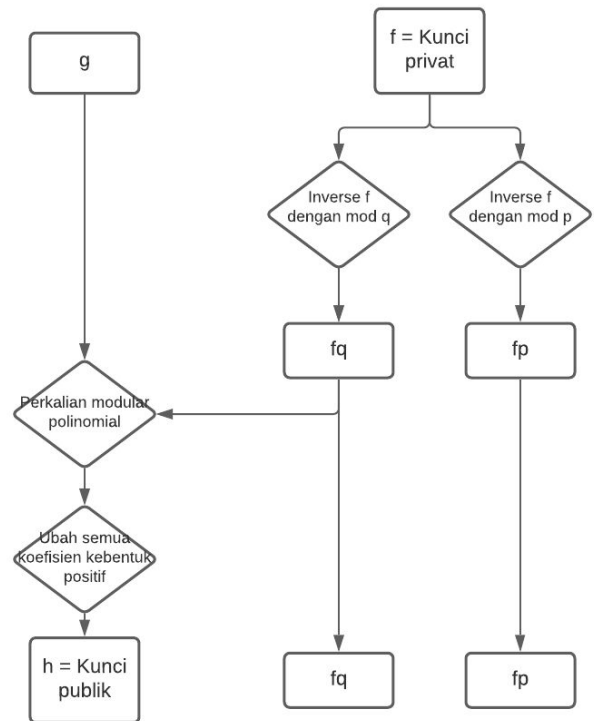 g
f = Kunci
privat
Inverse f
dengan mod q
Inverse f
dengan mod p
fq
fp
Perkalian modular
polinomial
Ubah semua
koefisien kebentuk
positif
h = Kunci
publik
fq
fp